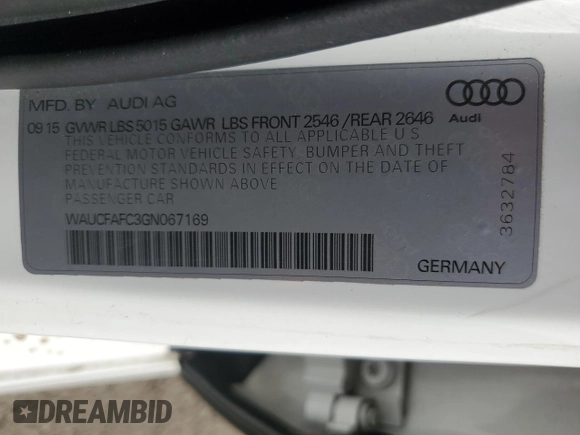 MFD. BY AUDI AG
Audi
09 15 GVWR LBS 5015 GAWR LBS FRONT 2546 /REAR 2646
THIS VEHICLE CONFORMS TO ALL APPLICABLE U S
FEDERAL MOTOR VEHICLE SAFETY, BUMPER AND THEFT
PREVENTION STANDARDS IN EFFECT ON THE DATE OF
MANUFACTURE SHOWN ABOVE
PASSENGER CAR
WAUCFAFC3GN067169
3632784
GERMANY
DREAMBID